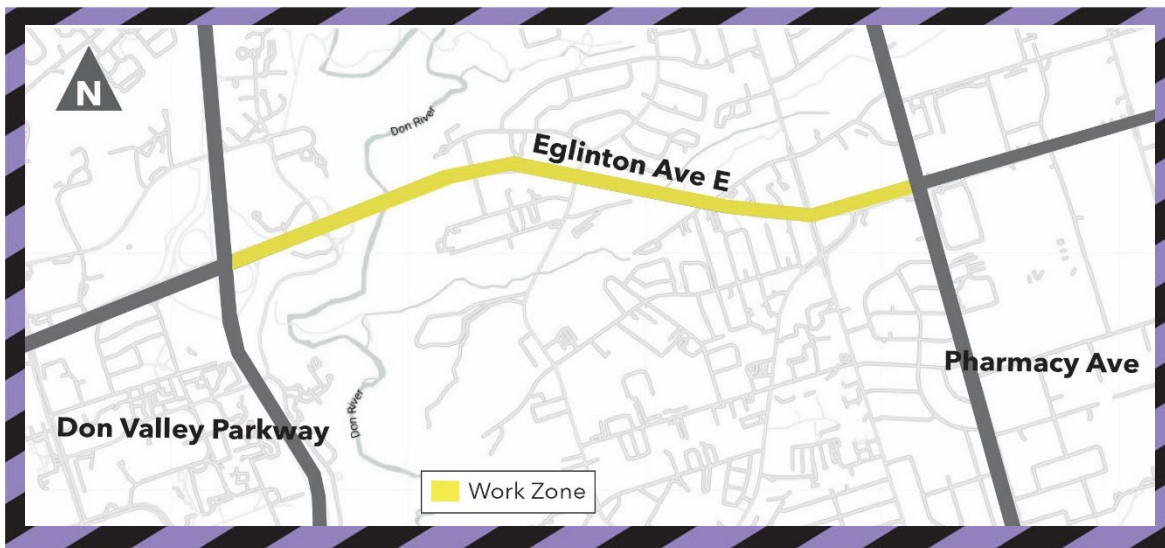 N
Don River
Eglinton Ave E
Pharmacy Ave
Don River
Don Valley Parkway
Work Zone